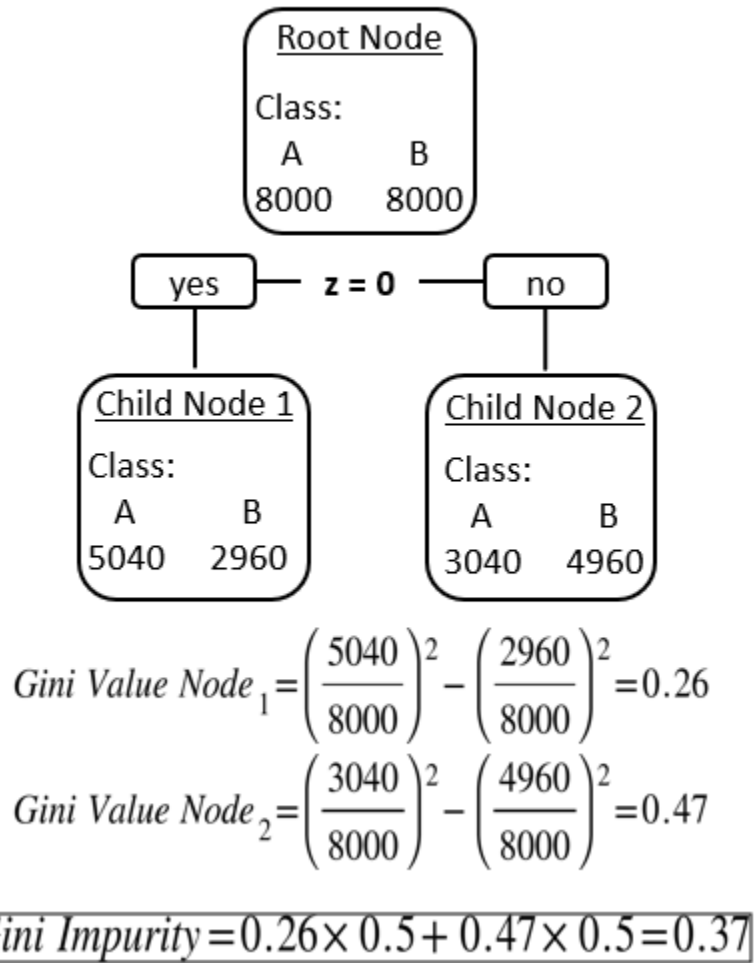 Root Node
Class:
A B
8000 8000
yes z = 0 no
Child Node 1 Child Node 2
Class: Class:
A B A B
5040 2960 3040 4960
Gini Value Node₁=(5040/8000)²−(2960/8000)²=0.26
Gini Value Node₂=(3040/8000)²−(4960/8000)²=0.47
ini Impurity=0.26×0.5+0.47×0.5=0.37